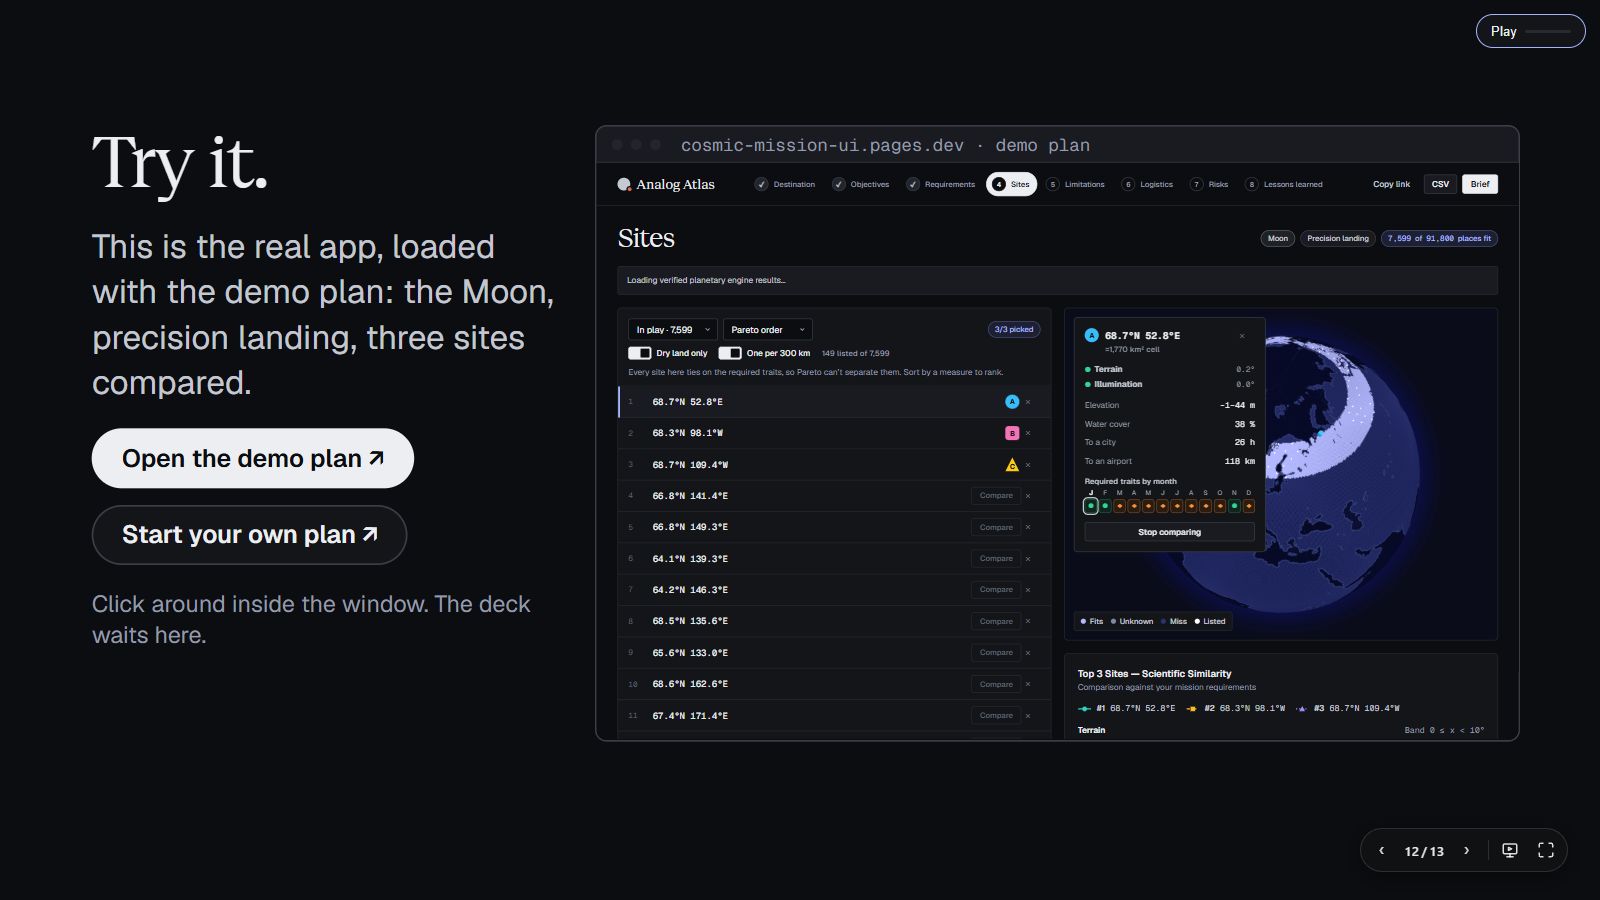 Play
Try it.
This is the real app, loaded
with the demo plan: the Moon,
precision landing, three sites
compared.
Open the demo plan ↗
Start your own plan ↗
Click around inside the window. The deck
waits here.
cosmic-mission-ui.pages.dev · demo plan
Analog Atlas
Destination
Objectives
Requirements
4 Sites
5 Limitations
6 Logistics
7 Risks
8 Lessons learned
Copy link
CSV
Brief
Sites
Moon
Precision landing
7,599 of 91,800 places fit
Loading verified planetary engine results…
In play · 7,599
Pareto order
3/3 picked
Dry land only
One per 300 km
149 listed of 7,599
Every site here ties on the required traits, so Pareto can't separate them. Sort by a measure to rank.
1 68.7°N 52.8°E A ×
2 68.3°N 98.1°W B ×
3 68.7°N 109.4°W C ×
4 66.8°N 141.4°E Compare ×
5 66.8°N 149.3°E Compare ×
6 64.1°N 139.3°E Compare ×
7 64.2°N 146.3°E Compare ×
8 68.5°N 135.6°E Compare ×
9 65.6°N 133.0°E Compare ×
10 68.6°N 162.6°E Compare ×
11 67.4°N 171.4°E Compare ×
A 68.7°N 52.8°E ×
≈1,770 km² cell
Terrain 0.2°
Illumination 0.0°
Elevation -1–44 m
Water cover 38 %
To a city 26 h
To an airport 118 km
Required traits by month
J F M A M J J A S O N D
Stop comparing
Fits Unknown Miss Listed
Top 3 Sites — Scientific Similarity
Comparison against your mission requirements
#1 68.7°N 52.8°E #2 68.3°N 98.1°W #3 68.7°N 109.4°W
Terrain Band 0 ≤ x < 10°
12 / 13